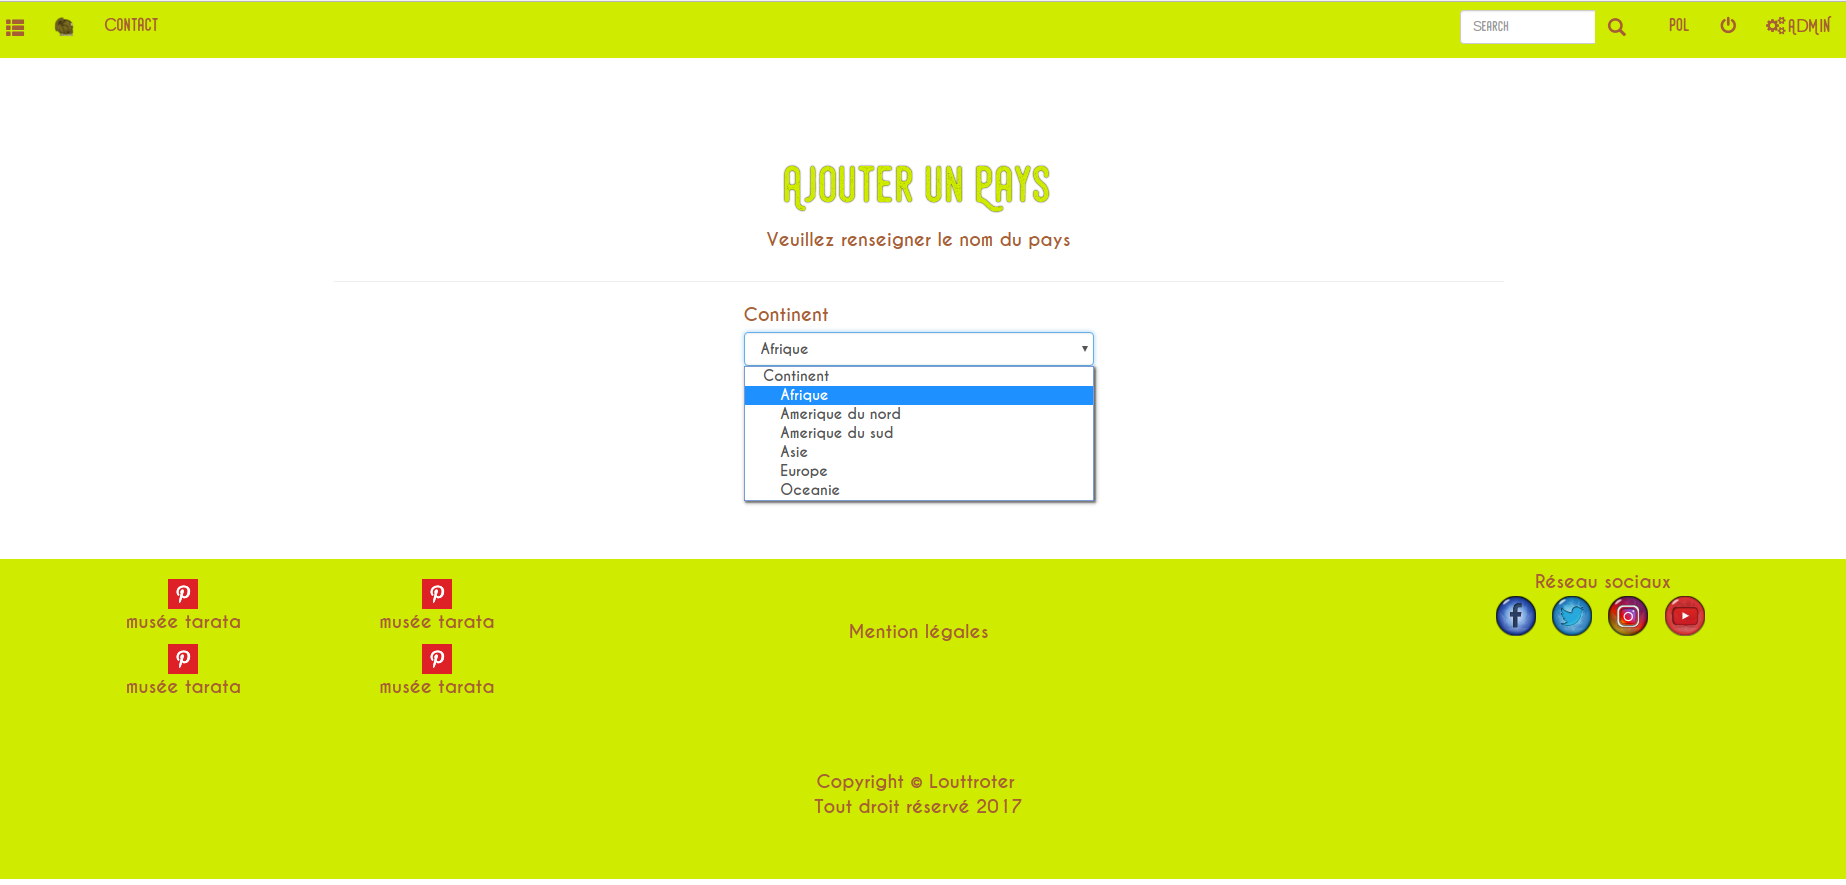 CONTACT
SEARCH
POL
ADMIN
AJOUTER UN PAYS
Veuillez renseigner le nom du pays
Continent
Afrique
Continent
Afrique
Amerique du nord
Amerique du sud
Asie
Europe
Oceanie
musée tarata
musée tarata
musée tarata
musée tarata
Mention légales
Réseau sociaux
Copyright © Louttroter
Tout droit réservé 2017